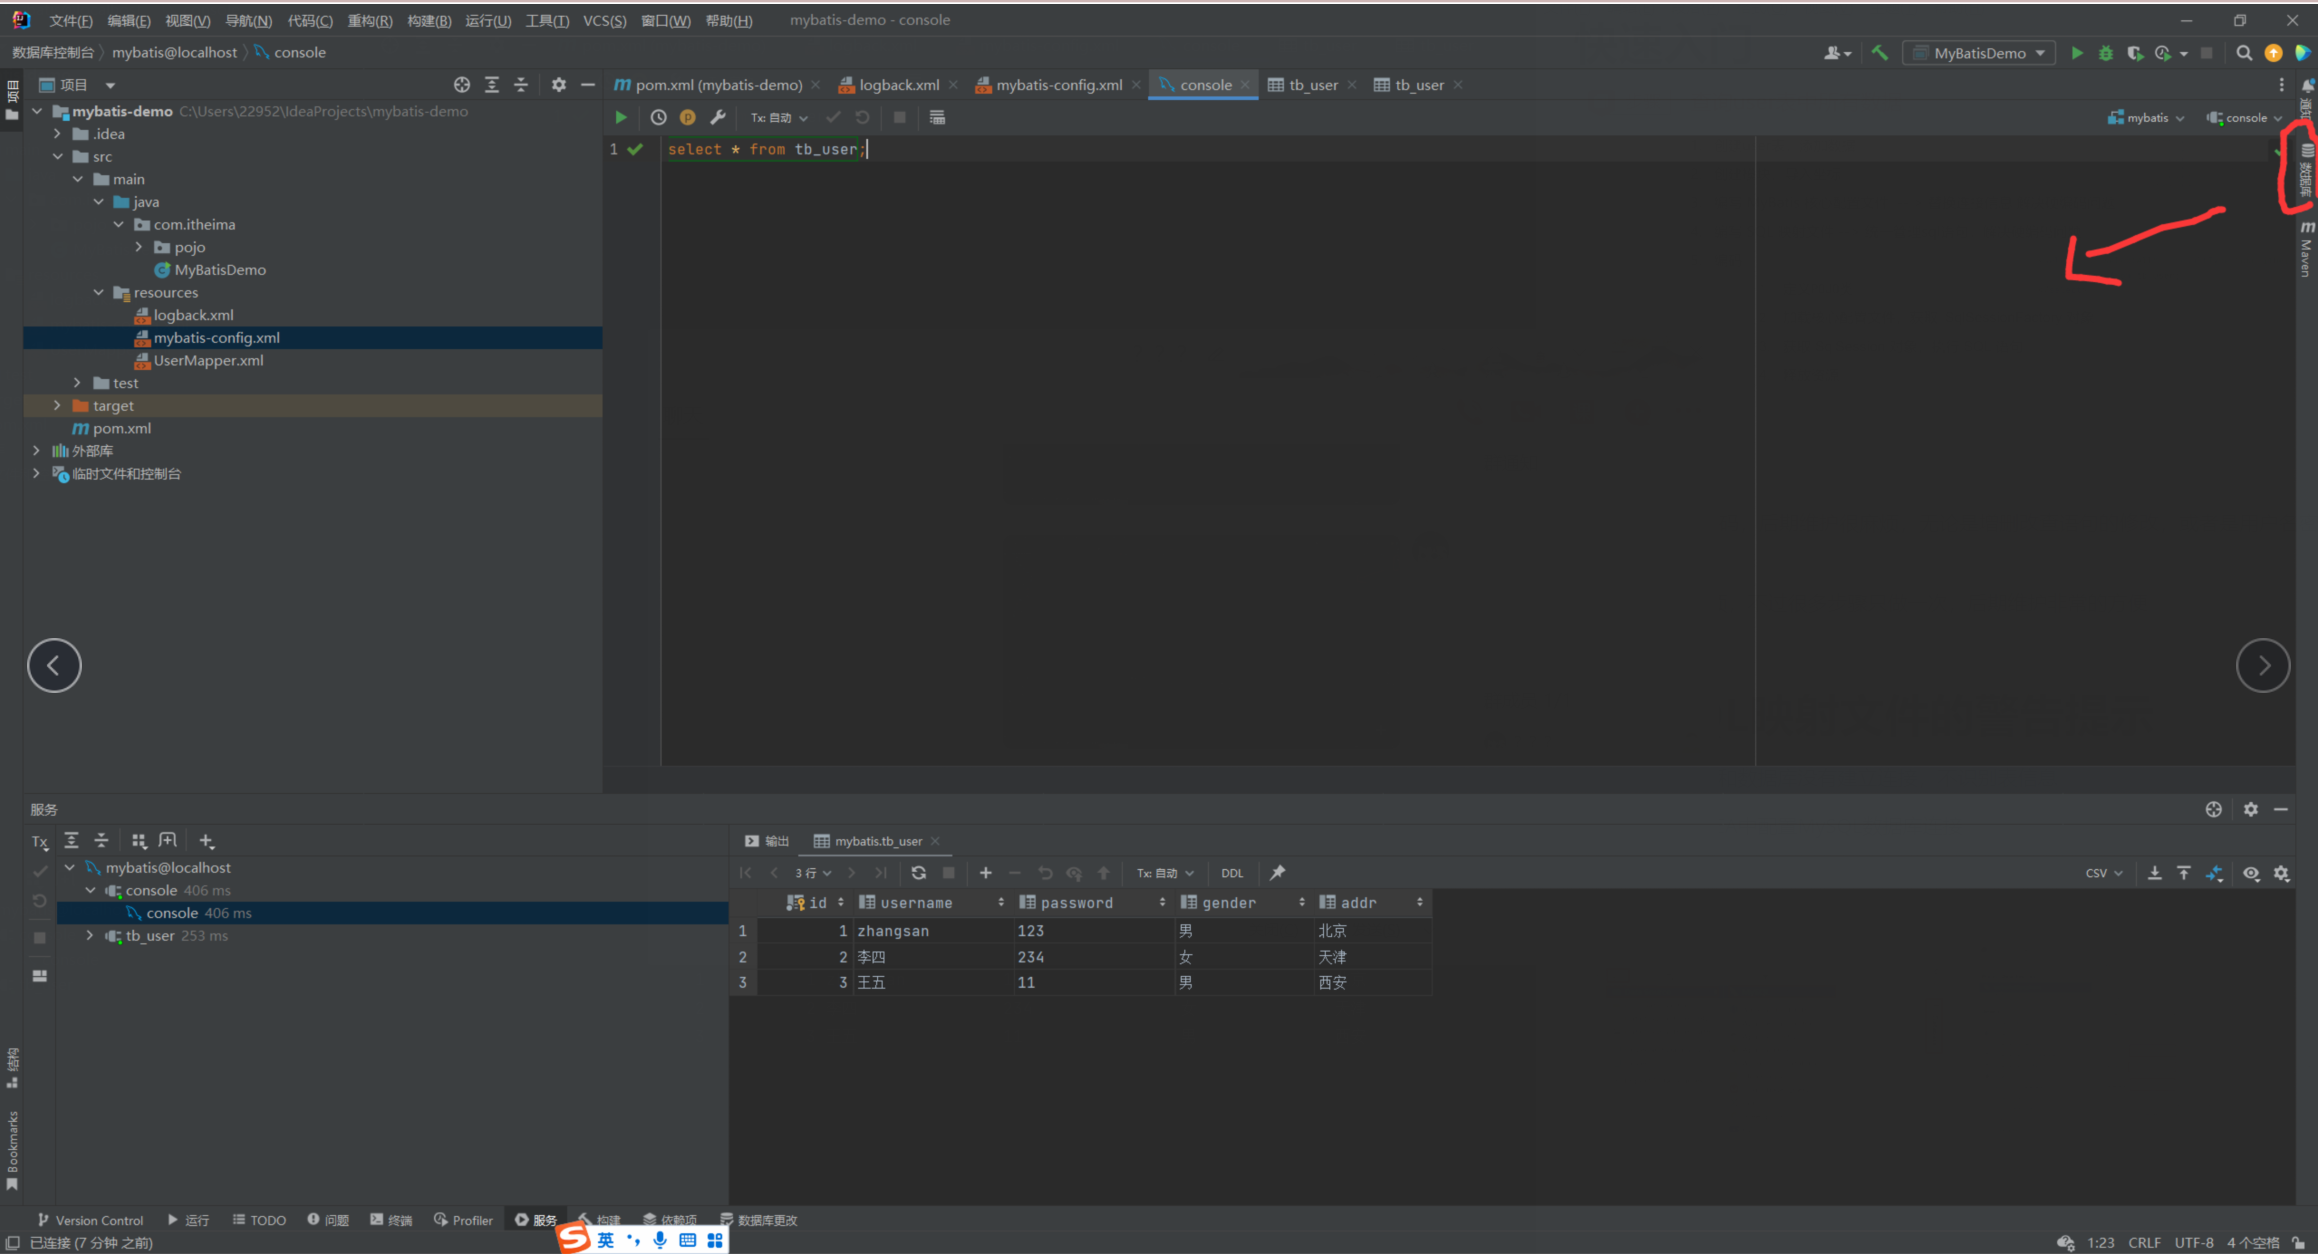 文件(F) 编辑(E) 视图(V) 导航(N) 代码(C) 重构(R) 构建(B) 运行(U) 工具(T) VCS(S) 窗口(W) 帮助(H) mybatis-demo - console
数据库控制台 mybatis@localhost console MyBatisDemo
项目 pom.xml (mybatis-demo) logback.xml mybatis-config.xml console tb_user tb_user
项目
通知
mybatis-demo C:\Users\22952\IdeaProjects\mybatis-demo
Tx: 自动 mybatis console
.idea
src
main
java
com.itheima
pojo
MyBatisDemo
resources
logback.xml
mybatis-config.xml
UserMapper.xml
test
target
pom.xml
外部库
临时文件和控制台
1 select * from tb_user;
数据库
Maven
服务
Tx
mybatis@localhost
console 406 ms
console 406 ms
tb_user 253 ms
输出 mybatis.tb_user
3 行 Tx: 自动 DDL CSV
id username password gender addr
1 1 zhangsan 123 男 北京
2 2 李四 234 女 天津
3 3 王五 11 男 西安
结构
Bookmarks
Version Control 运行 TODO 问题 终端 Profiler 服务 构建 依赖项 数据库更改
英
已连接 (7 分钟 之前) 1:23 CRLF UTF-8 4 个空格